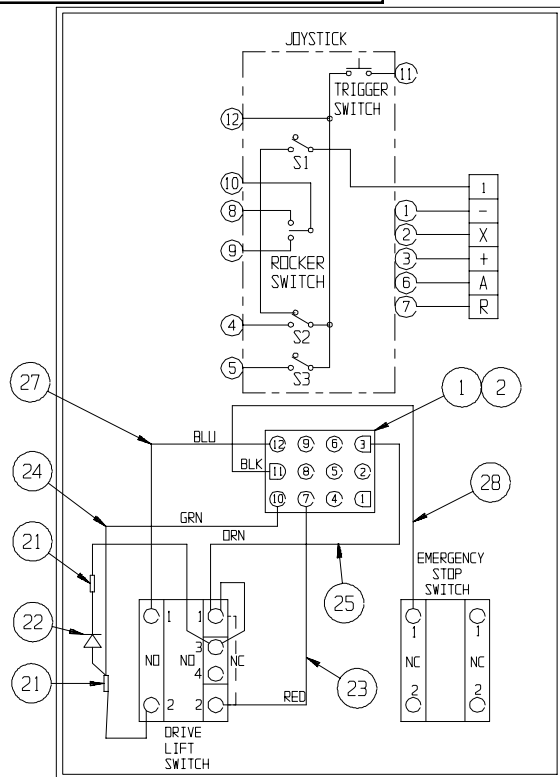 JOYSTICK
11
TRIGGER
SWITCH
12
S1
10
1
8
1 -
2 X
9
3 +
ROCKER
SWITCH
6 A
7 R
4
S2
5
S3
27
1 2
BLU
12 9 6 3
BLK
11 8 5 2
24
10 7 4 1
28
GRN
ORN
21
EMERGENCY
STOP
SWITCH
25
22
1 1
1 1
3
NO NO NC
NC NC
4
21
23
2 2
2 2
RED
DRIVE
LIFT
SWITCH